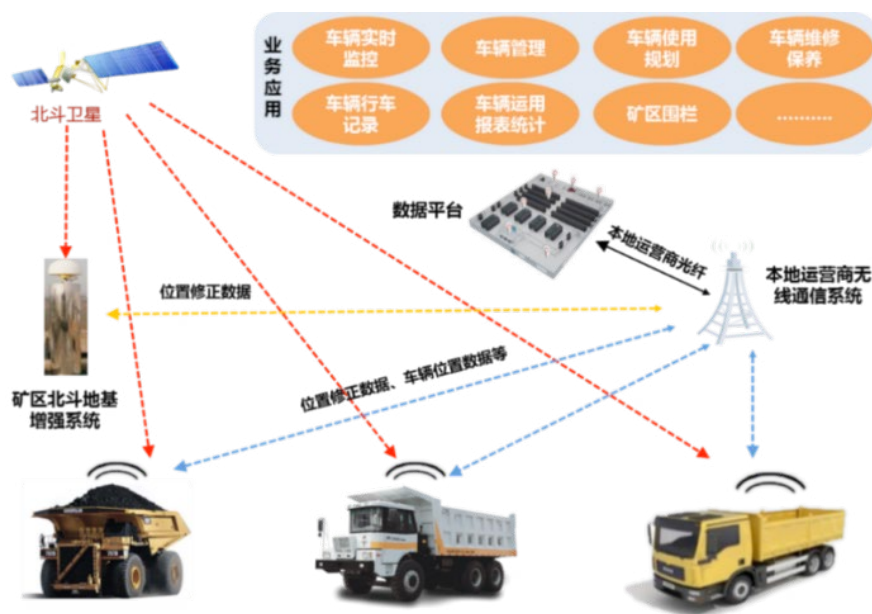 业务应用
车辆实时
监控
车辆管理
车辆使用
规划
车辆维修
保养
车辆行车
记录
车辆运用
报表统计
矿区围栏
..........
北斗卫星
数据平台
本地运营商光纤
本地运营商无
线通信系统
位置修正数据
矿区北斗地基
增强系统
位置修正数据、车辆位置数据等